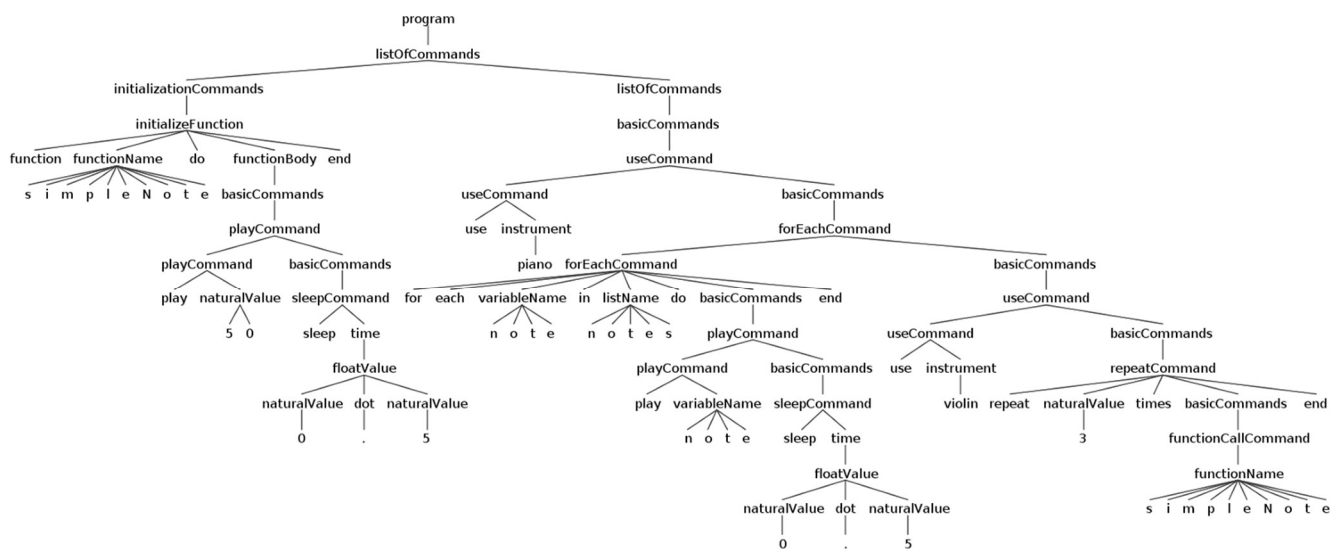 program
listOfCommands
initializationCommands listOfCommands
initializeFunction basicCommands
function functionName do functionBody end useCommand
s i m p l e N o t e basicCommands useCommand basicCommands
playCommand use instrument forEachCommand
playCommand basicCommands piano forEachCommand basicCommands
play naturalValue sleepCommand for each variableName in listName do basicCommands end useCommand
5 0 sleep time n o t e n o t e s playCommand useCommand basicCommands
floatValue playCommand basicCommands use instrument repeatCommand
naturalValue dot naturalValue play variableName sleepCommand violin repeat naturalValue times basicCommands end
0 . 5 n o t e sleep time 3 functionCallCommand
floatValue functionName
naturalValue dot naturalValue s i m p l e N o t e
0 . 5